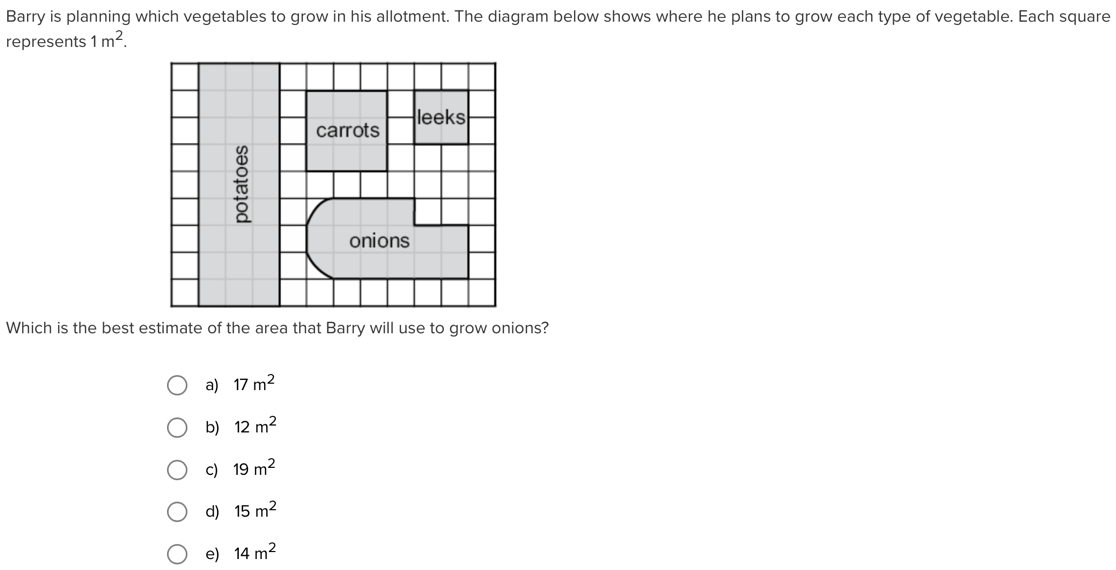 Barry is planning which vegetables to grow in his allotment. The diagram below shows where he plans to grow each type of vegetable. Each square
represents 1 m².
potatoes
carrots
leeks
onions
Which is the best estimate of the area that Barry will use to grow onions?
a) 17 m²
b) 12 m²
c) 19 m²
d) 15 m²
e) 14 m²